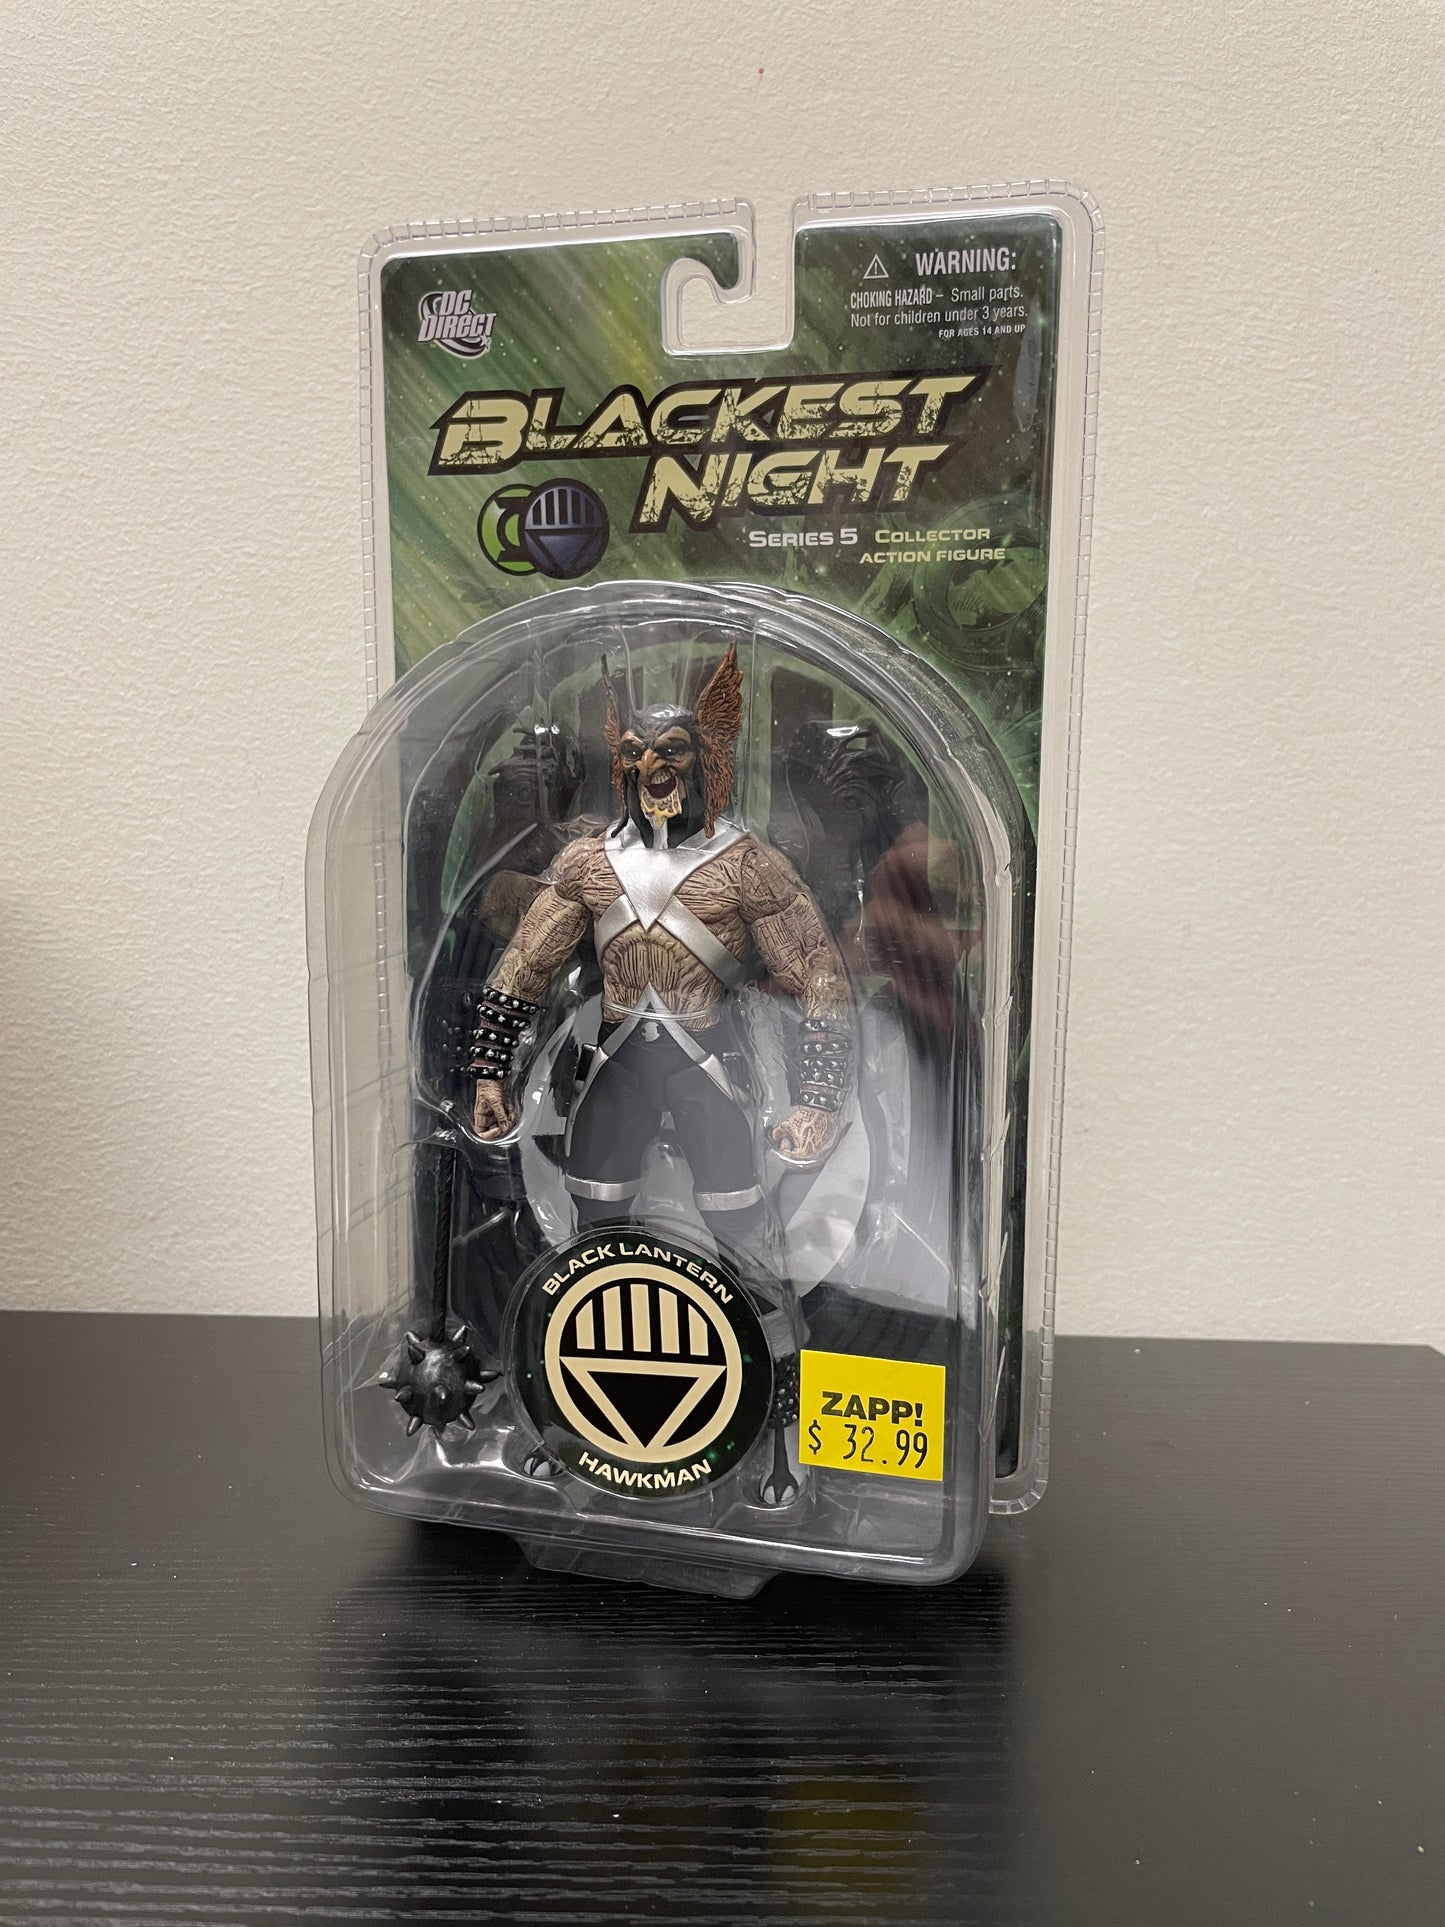 DC
DIRECT
WARNING:
CHOKING HAZARD – Small parts.
Not for children under 3 years.
FOR AGES 14 AND UP
BLACKEST
NIGHT
SERIES 5 COLLECTOR
ACTION FIGURE
BLACK LANTERN
HAWKMAN
ZAPP!
$ 32.99